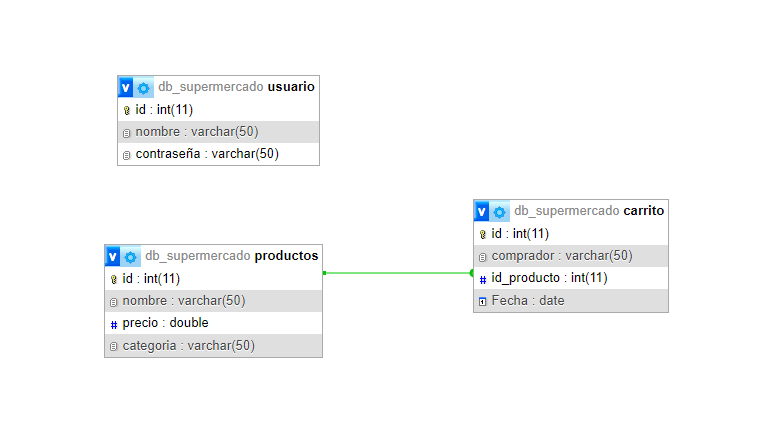 db_supermercado usuario
id : int(11)
nombre : varchar(50)
contraseña : varchar(50)
db_supermercado productos
id : int(11)
nombre : varchar(50)
precio : double
categoria : varchar(50)
db_supermercado carrito
id : int(11)
comprador : varchar(50)
id_producto : int(11)
Fecha : date